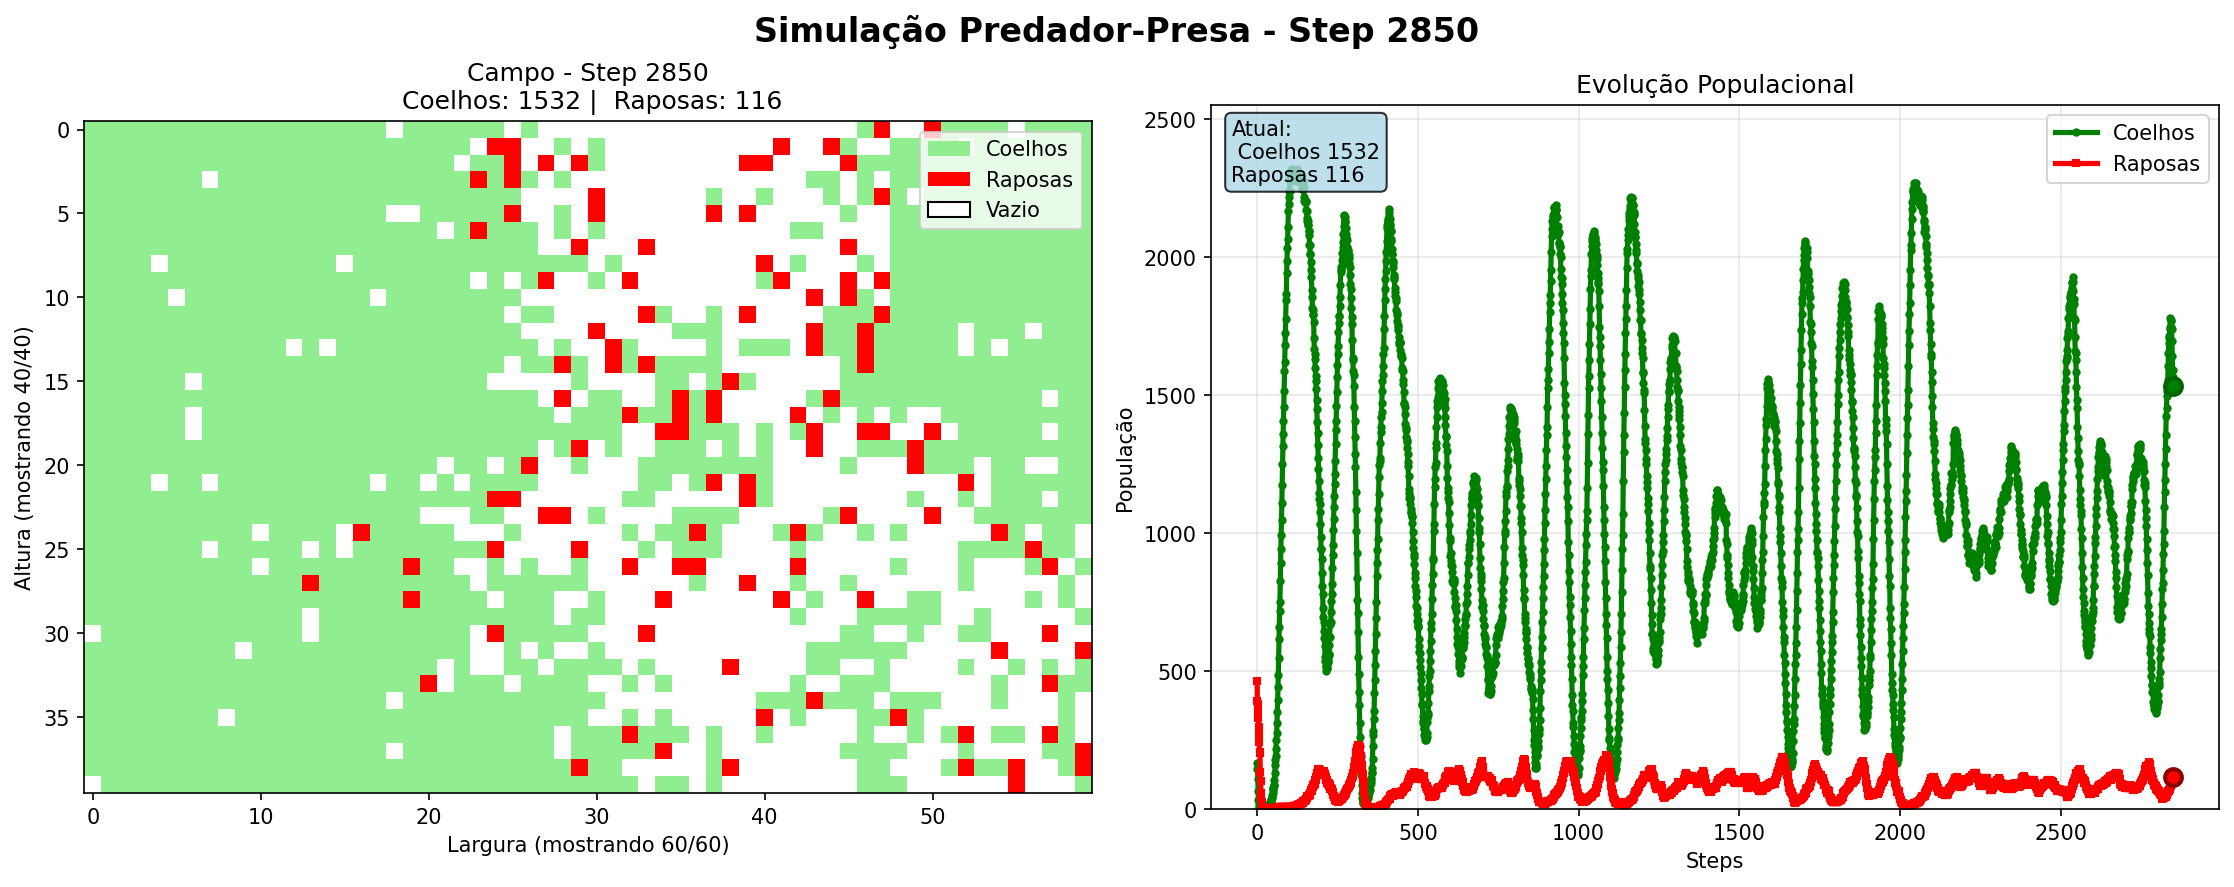 Simulação Predador-Presa - Step 2850
Campo - Step 2850
Coelhos: 1532 |  Raposas: 116
Coelhos
Raposas
Vazio
0
5
10
15
20
25
30
35
Altura (mostrando 40/40)
0
10
20
30
40
50
Largura (mostrando 60/60)
Evolução Populacional
Atual:
Coelhos 1532
Raposas 116
Coelhos
Raposas
2500
2000
1500
1000
500
0
População
0
500
1000
1500
2000
2500
Steps